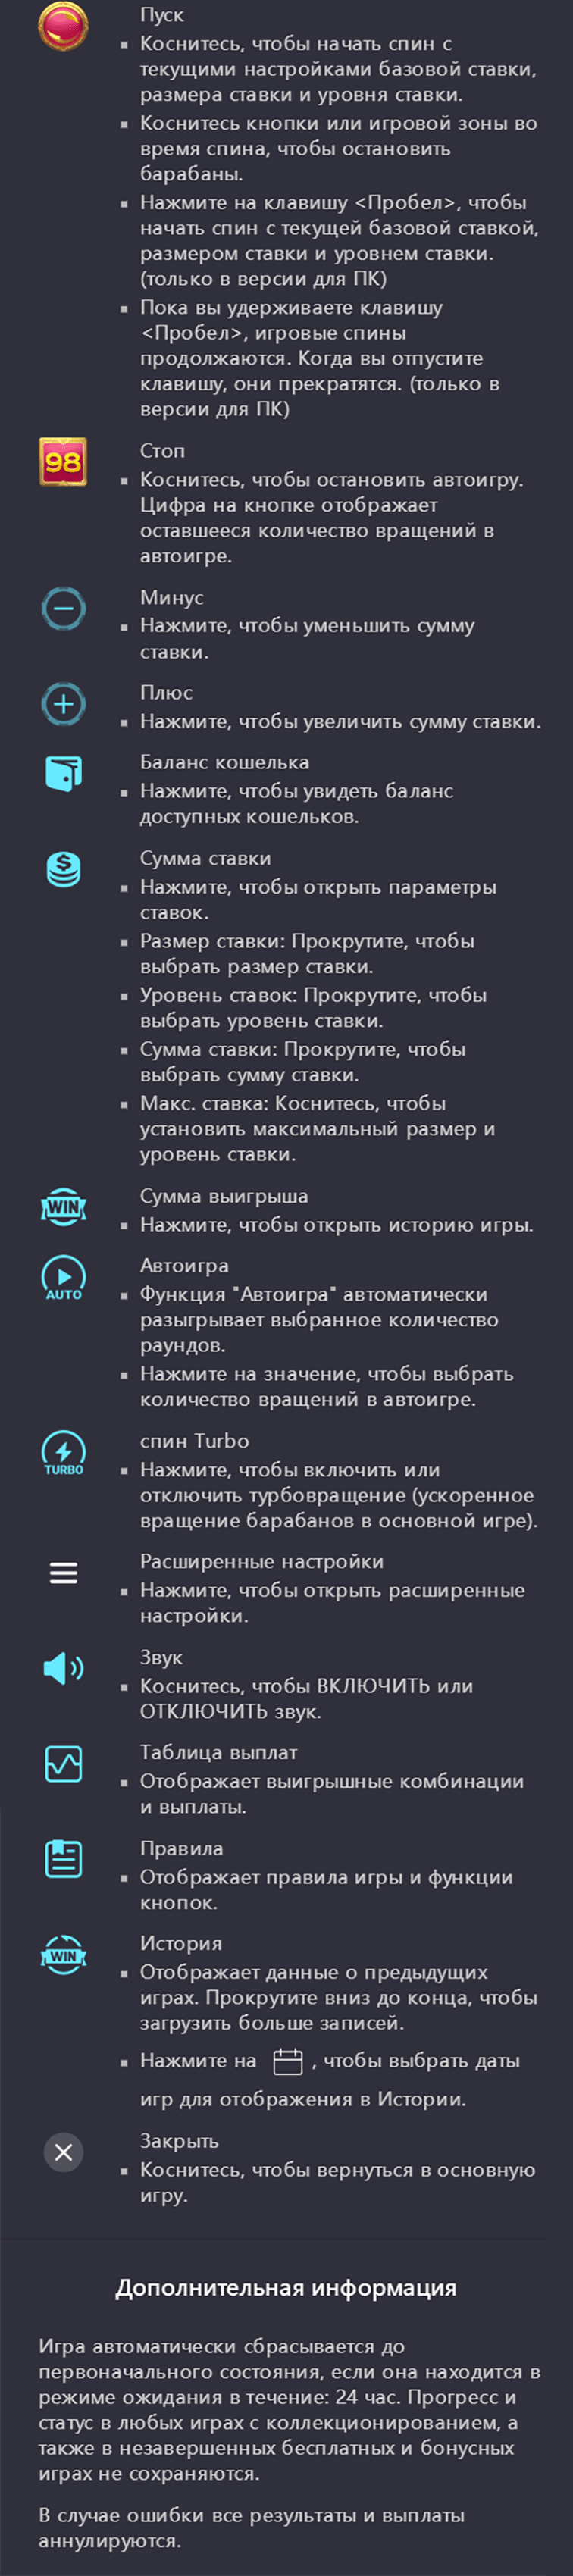 Пуск
Коснитесь, чтобы начать спин с
текущими настройками базовой ставки,
размера ставки и уровня ставки.
Коснитесь кнопки или игровой зоны во
время спина, чтобы остановить
барабаны.
Нажмите на клавишу <Пробел>, чтобы
начать спин с текущей базовой ставкой,
размером ставки и уровнем ставки.
(только в версии для ПК)
Пока вы удерживаете клавишу
<Пробел>, игровые спины
продолжаются. Когда вы отпустите
клавишу, они прекратятся. (только в
версии для ПК)
98
Стоп
Коснитесь, чтобы остановить автоигру.
Цифра на кнопке отображает
оставшееся количество вращений в
автоигре.
Минус
Нажмите, чтобы уменьшить сумму
ставки.
Плюс
Нажмите, чтобы увеличить сумму ставки.
Баланс кошелька
Нажмите, чтобы увидеть баланс
доступных кошельков.
Сумма ставки
Нажмите, чтобы открыть параметры
ставок.
Размер ставки: Прокрутите, чтобы
выбрать размер ставки.
Уровень ставок: Прокрутите, чтобы
выбрать уровень ставки.
Сумма ставки: Прокрутите, чтобы
выбрать сумму ставки.
Макс. ставка: Коснитесь, чтобы
установить максимальный размер и
уровень ставки.
WIN
Сумма выигрыша
Нажмите, чтобы открыть историю игры.
AUTO
Автоигра
Функция "Автоигра" автоматически
разыгрывает выбранное количество
раундов.
Нажмите на значение, чтобы выбрать
количество вращений в автоигре.
TURBO
спин Turbo
Нажмите, чтобы включить или
отключить турбовращение (ускоренное
вращение барабанов в основной игре).
Расширенные настройки
Нажмите, чтобы открыть расширенные
настройки.
Звук
Коснитесь, чтобы ВКЛЮЧИТЬ или
ОТКЛЮЧИТЬ звук.
Таблица выплат
Отображает выигрышные комбинации
и выплаты.
Правила
Отображает правила игры и функции
кнопок.
WIN
История
Отображает данные о предыдущих
играх. Прокрутите вниз до конца, чтобы
загрузить больше записей.
Нажмите на , чтобы выбрать даты
игр для отображения в Истории.
Закрыть
Коснитесь, чтобы вернуться в основную
игру.
Дополнительная информация
Игра автоматически сбрасывается до
первоначального состояния, если она находится в
режиме ожидания в течение: 24 час. Прогресс и
статус в любых играх с коллекционированием, а
также в незавершенных бесплатных и бонусных
играх не сохраняются.
В случае ошибки все результаты и выплаты
аннулируются.